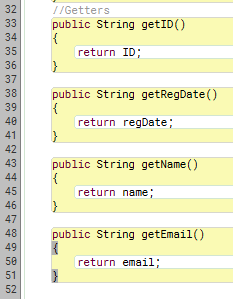 32 //Getters
33 public String getID()
34 {
35 return ID;
36 }
37
38 public String getRegDate()
39 {
40 return regDate;
41 }
42
43 public String getName()
44 {
45 return name;
46 }
47
48 public String getEmail()
49 {
50 return email;
51 }
52